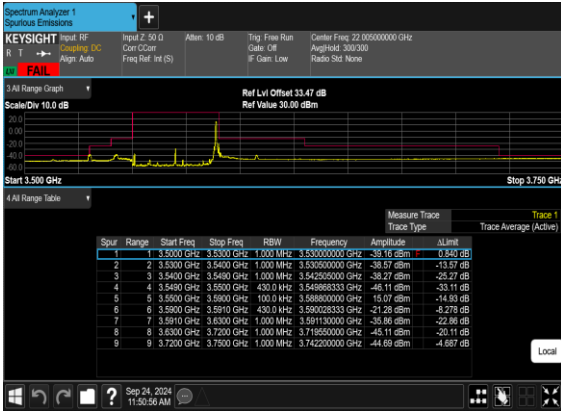 Spectrum Analyzer 1
Spurious Emissions
+
KEYSIGHT Input: RF Input Z: 50 Ω Atten: 10 dB Trig: Free Run Center Freq: 22.005000000 GHz
R T Coupling: DC Corr CCorr Gate: Off Avg|Hold: 300/300
Align: Auto Freq Ref: Int (S) IF Gain: Low Radio Std: None
LW FAIL
3 All Range Graph
Ref Lvl Offset 33.47 dB
Scale/Div 10.0 dB Ref Value 30.00 dBm
20.0
0.00
-20.0
-40.0
-60.0
Start 3.500 GHz Stop 3.750 GHz
4 All Range Table
Measure Trace Trace 1
Trace Type Trace Average (Active)
Spur Range Start Freq Stop Freq RBW Frequency Amplitude ΔLimit
1 1 3.5000 GHz 3.5300 GHz 1.000 MHz 3.530000000 GHz -39.16 dBm F 0.840 dB
2 2 3.5300 GHz 3.5400 GHz 1.000 MHz 3.530500000 GHz -38.57 dBm -13.57 dB
3 3 3.5400 GHz 3.5490 GHz 1.000 MHz 3.542505000 GHz -38.27 dBm -25.27 dB
4 4 3.5490 GHz 3.5500 GHz 430.0 kHz 3.549868333 GHz -46.11 dBm -33.11 dB
5 5 3.5500 GHz 3.5900 GHz 100.0 kHz 3.588800000 GHz 15.07 dBm -14.93 dB
6 6 3.5900 GHz 3.5910 GHz 430.0 kHz 3.590028333 GHz -21.28 dBm -8.278 dB
7 7 3.5910 GHz 3.6300 GHz 1.000 MHz 3.591130000 GHz -35.86 dBm -22.86 dB
8 8 3.6300 GHz 3.7200 GHz 1.000 MHz 3.719550000 GHz -45.11 dBm -20.11 dB
9 9 3.7200 GHz 3.7500 GHz 1.000 MHz 3.742200000 GHz -44.69 dBm -4.687 dB
Local
? Sep 24, 2024
11:50:56 AM